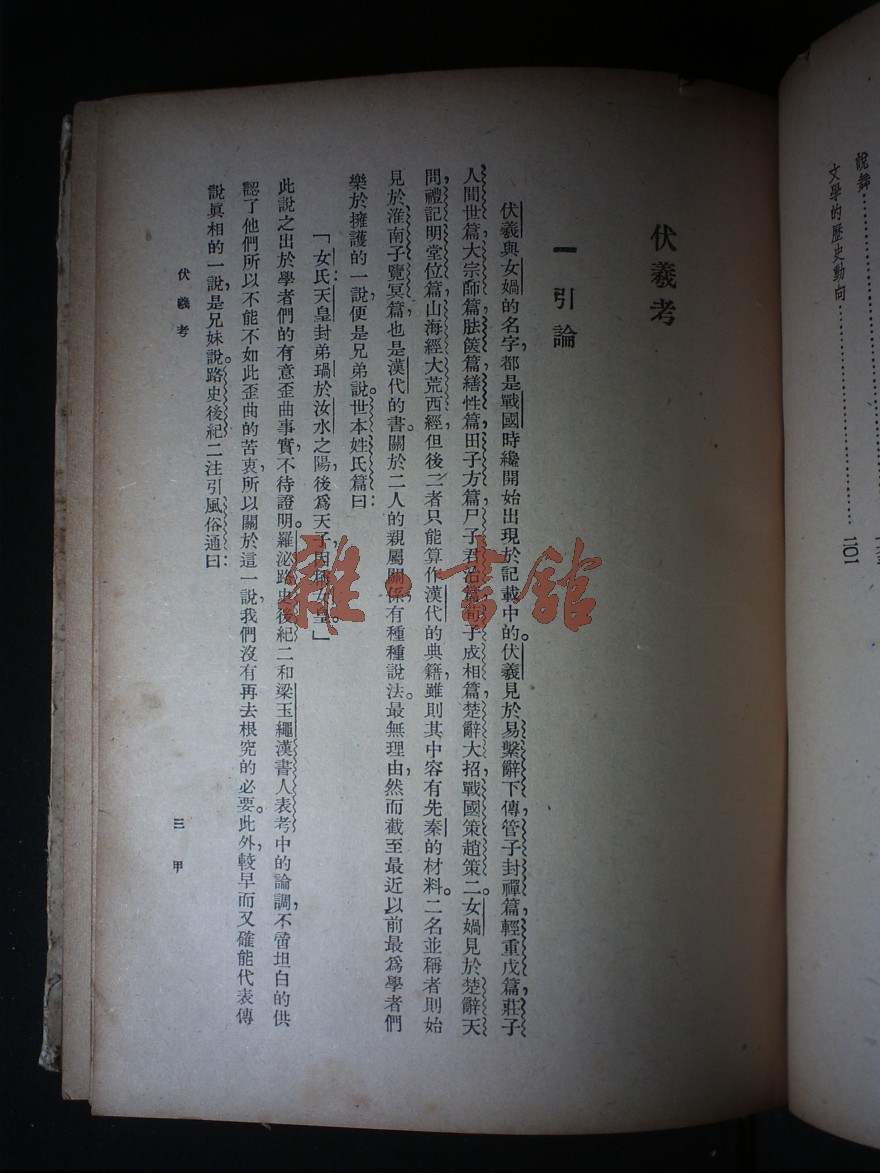 說舞
文學的歷史動向 二〇一
伏羲考
一 引論
伏羲與女媧的名字，都是戰國時纔開始出現於記載中的。伏羲見於易繫辭下傳，管子封禪篇，輕重戊篇，莊子
人間世篇，大宗師篇，胠篋篇，繕性篇，田子方篇，尸子君治篇，荀子成相篇，楚辭大招，戰國策趙策二。女媧見於楚辭天
問，禮記明堂位篇，山海經大荒西經，但後二者只能算作漢代的典籍，雖則其中容有先秦的材料。二名並稱者則始
見於淮南子覽冥篇，也是漢代的書。關於二人的親屬關係，有種種說法。最無理由，然而截至最近以前最為學者們
樂於擁護的一說，便是兄弟說。世本姓氏篇曰：
「女氏：天皇封弟瑒於汝水之陽，後爲天子，因稱女皇。」
此說之出於學者們的有意歪曲事實，不待證明。羅泌路史後紀二和梁玉繩漢書人表考中的論調，不啻坦白的供
認了他們所以不能不如此歪曲的苦衷，所以關於這一說，我們沒有再去根究的必要。此外，較早而又確能代表傳
說眞相的一說，是兄妹說。路史後紀二注引風俗通曰：
伏羲考
三 甲
雜·書館